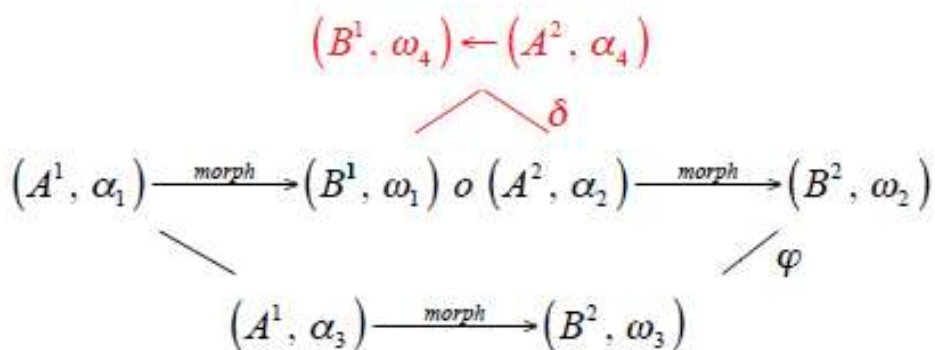 (B¹, ω₄) ← (A², α₄)
δ
(A¹, α₁) —morph→ (B¹, ω₁) o (A², α₂) —morph→ (B², ω₂)
φ
(A¹, α₃) —morph→ (B², ω₃)